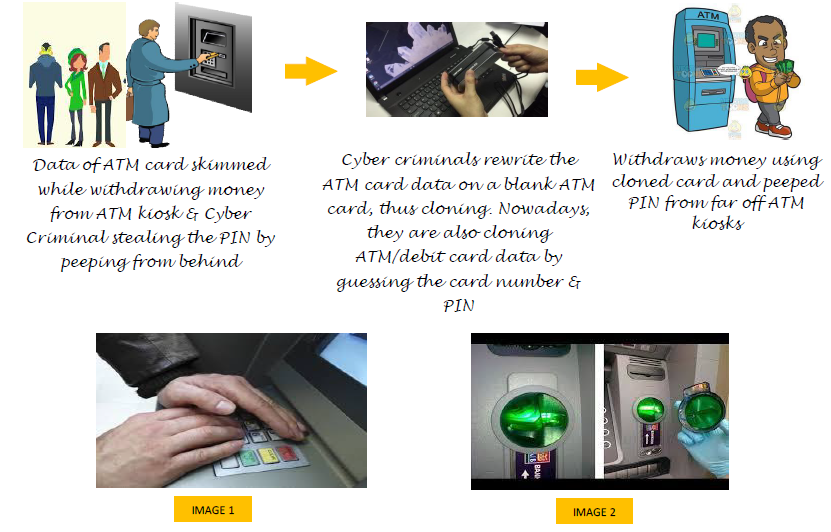 ATM
Data of ATM card skimmed
while withdrawing money
from ATM kiosk & Cyber
Criminal stealing the PIN by
peeping from behind
Cyber criminals rewrite the
ATM card data on a blank ATM
card, thus cloning. Nowadays,
they are also cloning
ATM/debit card data by
guessing the card number &
PIN
Withdraws money using
cloned card and peeped
PIN from far off ATM
kiosks
IMAGE 1
IMAGE 2